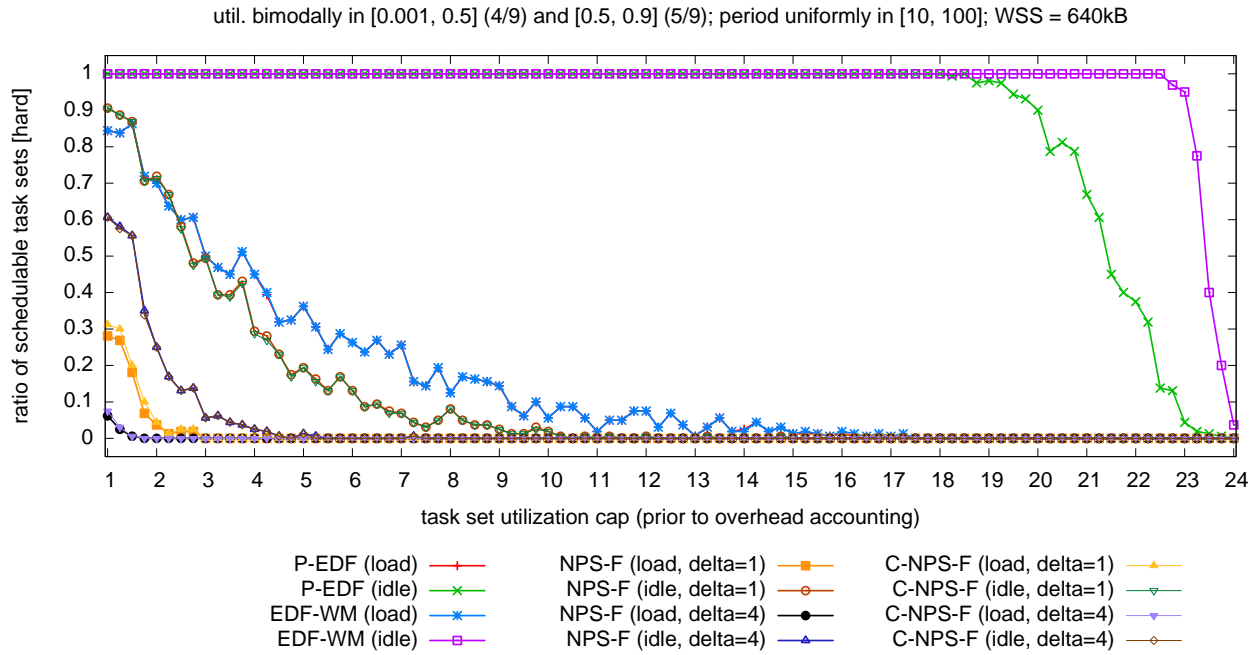 util. bimodally in [0.001, 0.5] (4/9) and [0.5, 0.9] (5/9); period uniformly in [10, 100]; WSS = 640kB
ratio of schedulable task sets [hard]
1
0.9
0.8
0.7
0.6
0.5
0.4
0.3
0.2
0.1
0
1 2 3 4 5 6 7 8 9 10 11 12 13 14 15 16 17 18 19 20 21 22 23 24
task set utilization cap (prior to overhead accounting)
P-EDF (load)
P-EDF (idle)
EDF-WM (load)
EDF-WM (idle)
NPS-F (load, delta=1)
NPS-F (idle, delta=1)
NPS-F (load, delta=4)
NPS-F (idle, delta=4)
C-NPS-F (load, delta=1)
C-NPS-F (idle, delta=1)
C-NPS-F (load, delta=4)
C-NPS-F (idle, delta=4)